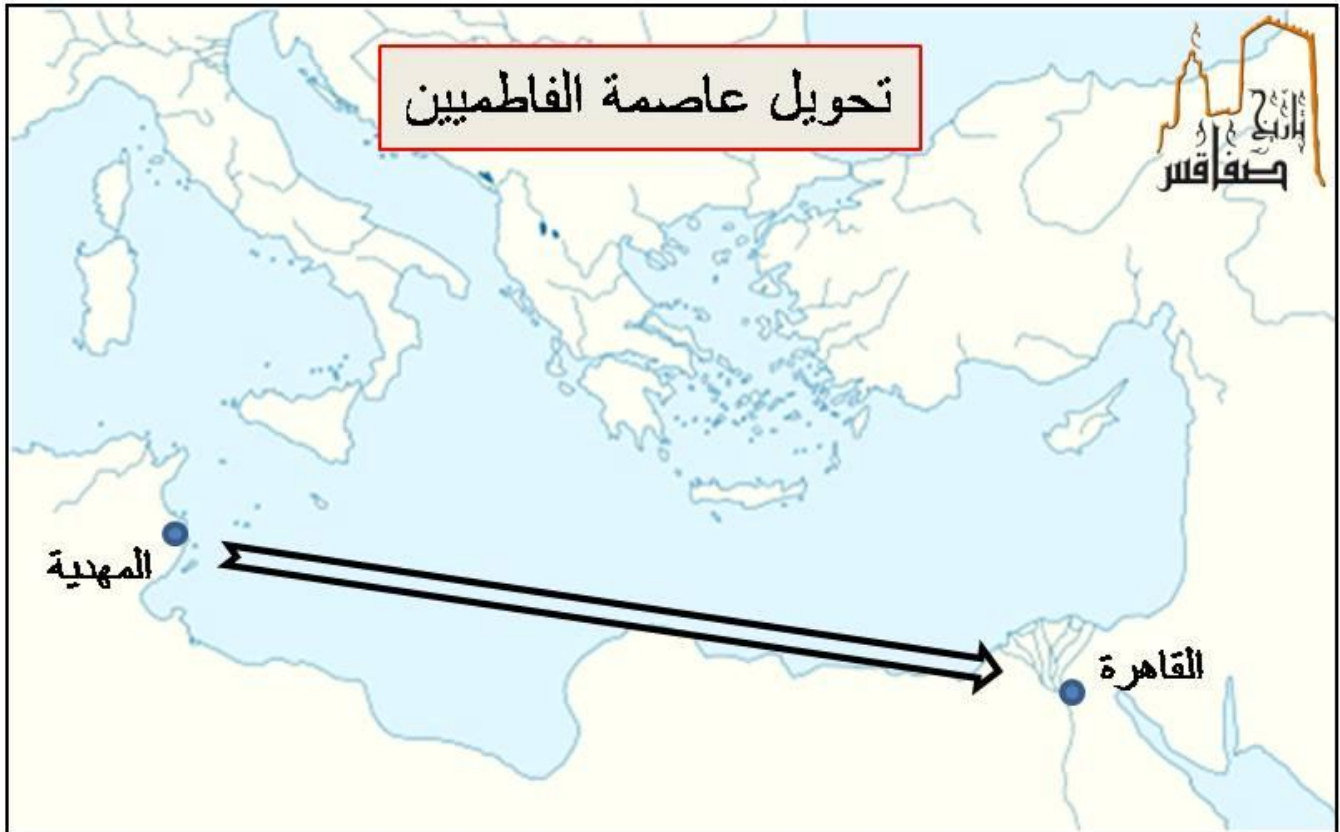 تحويل عاصمة الفاطميين
تاريخ
صفاقس
المهدية
القاهرة